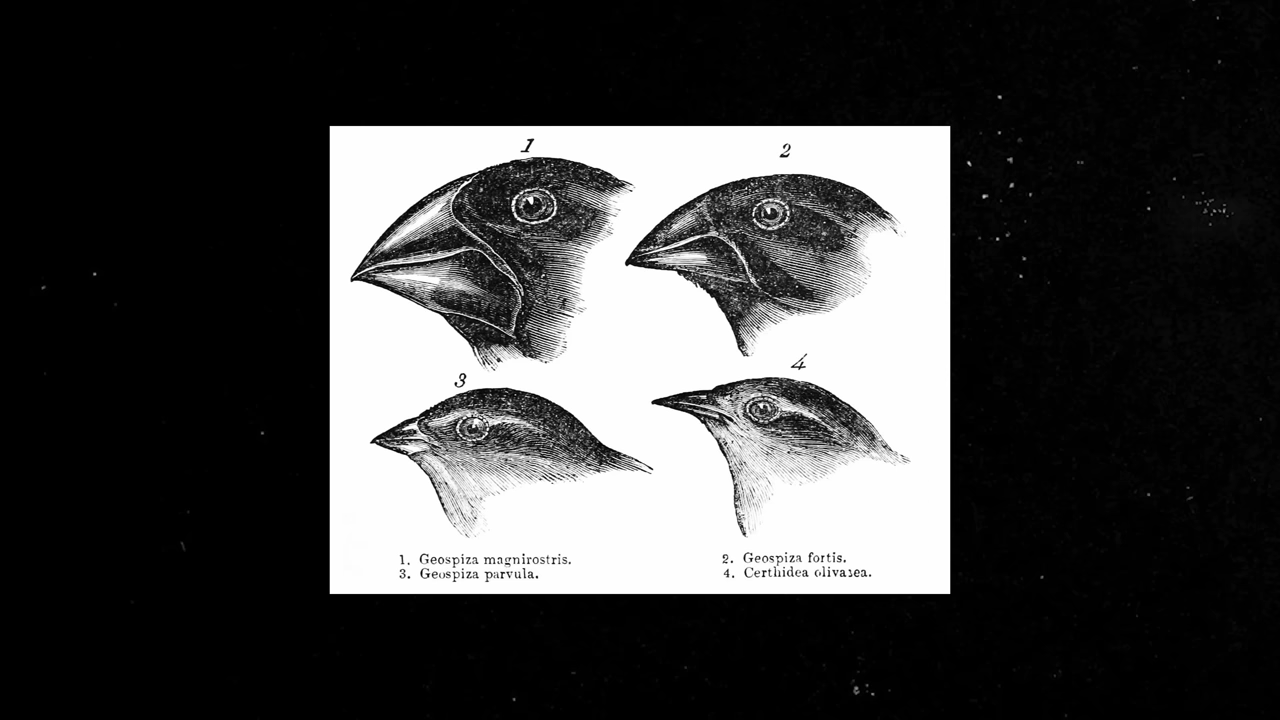 1
2
3
4
1. Geospiza magnirostris.
2. Geospiza fortis.
3. Geospiza parvula.
4. Certhidea olivasea.